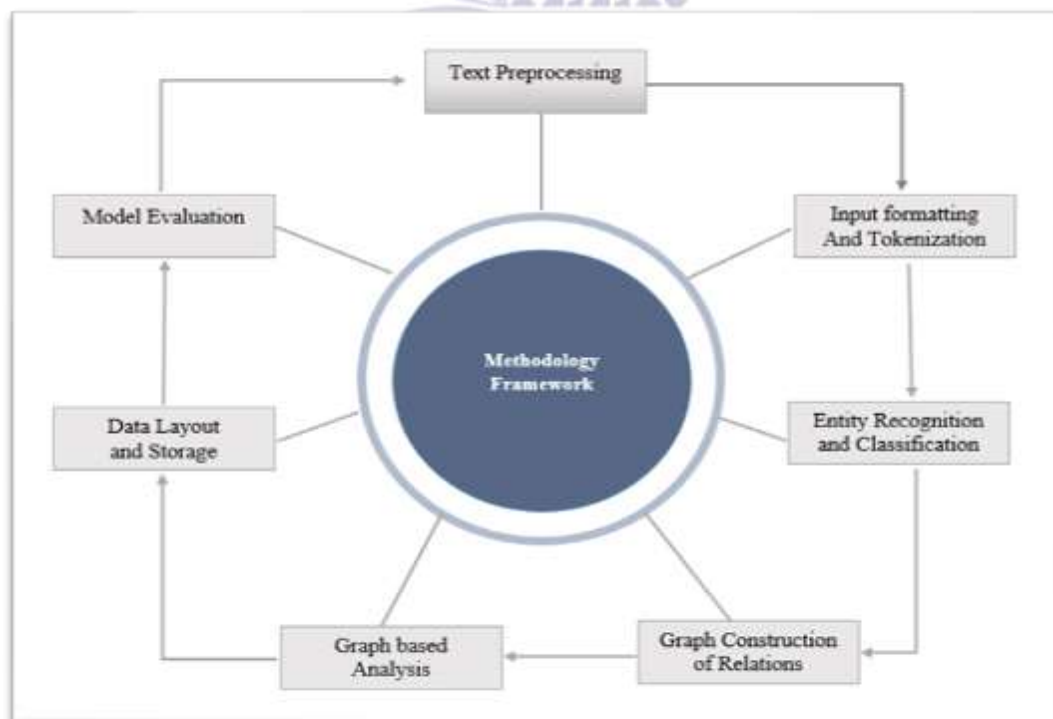 Text Preprocessing
Input formatting
And Tokenization
Entity Recognition
and Classification
Graph Construction
of Relations
Graph based
Analysis
Data Layout
and Storage
Model Evaluation
Methodology
Framework